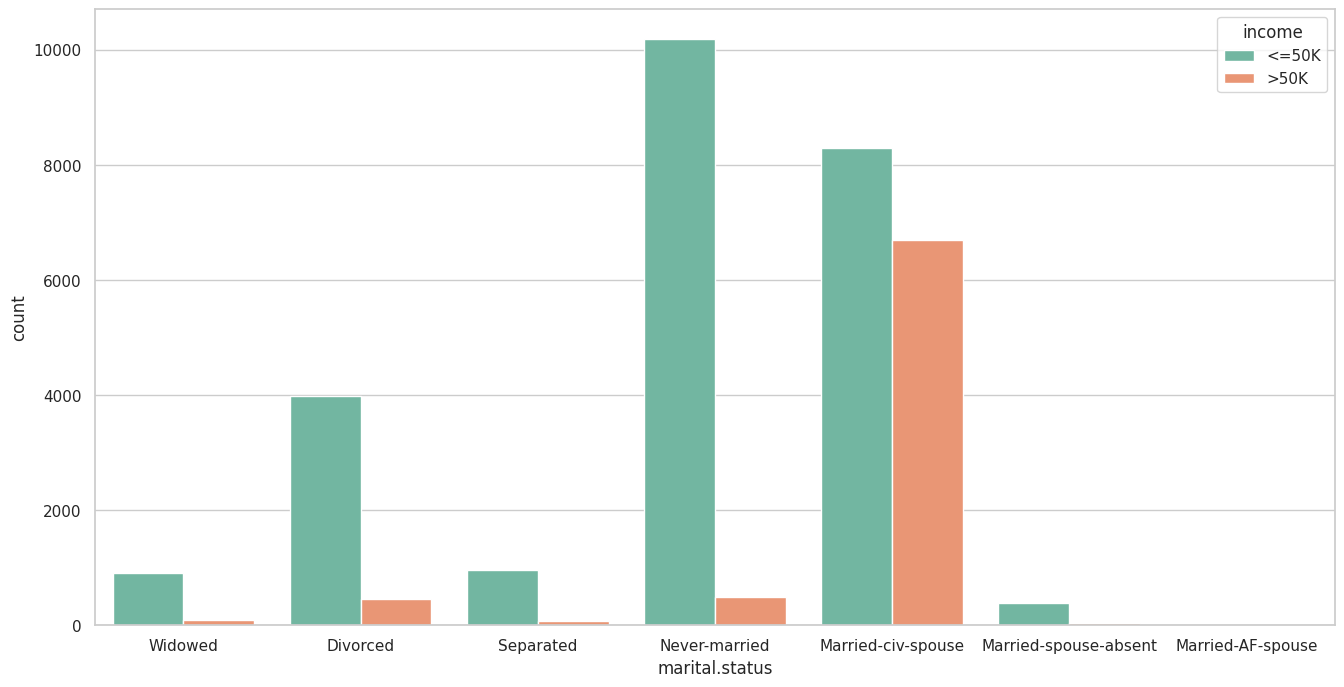 income
<=50K
>50K
10000
8000
6000
4000
2000
0
count
Widowed Divorced Separated Never-married Married-civ-spouse Married-spouse-absent Married-AF-spouse
marital.status